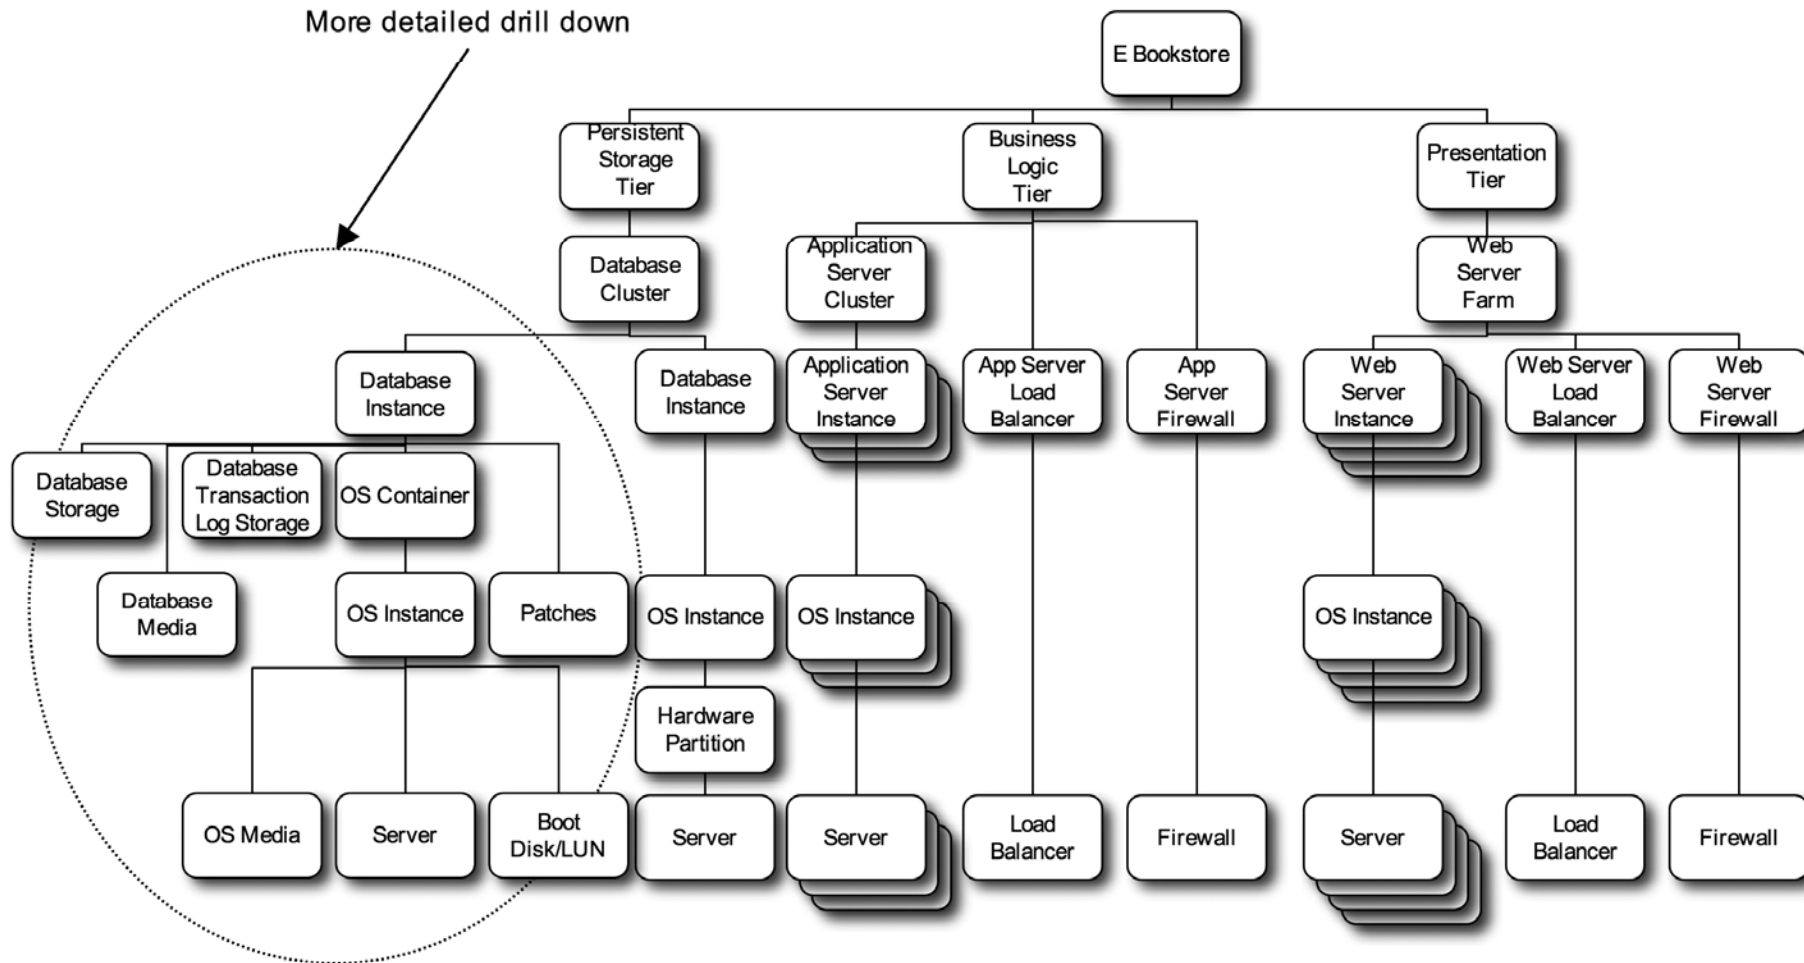 More detailed drill down
E Bookstore
Persistent
Storage
Tier
Business
Logic
Tier
Presentation
Tier
Database
Cluster
Application
Server
Cluster
Web
Server
Farm
Database
Instance
Database
Instance
Application
Server
Instance
App Server
Load
Balancer
App
Server
Firewall
Web
Server
Instance
Web Server
Load
Balancer
Web
Server
Firewall
Database
Storage
Database
Transaction
Log Storage
OS Container
Database
Media
OS Instance
Patches
OS Instance
OS Instance
OS Instance
Hardware
Partition
OS Media
Server
Boot
Disk/LUN
Server
Server
Load
Balancer
Firewall
Server
Load
Balancer
Firewall